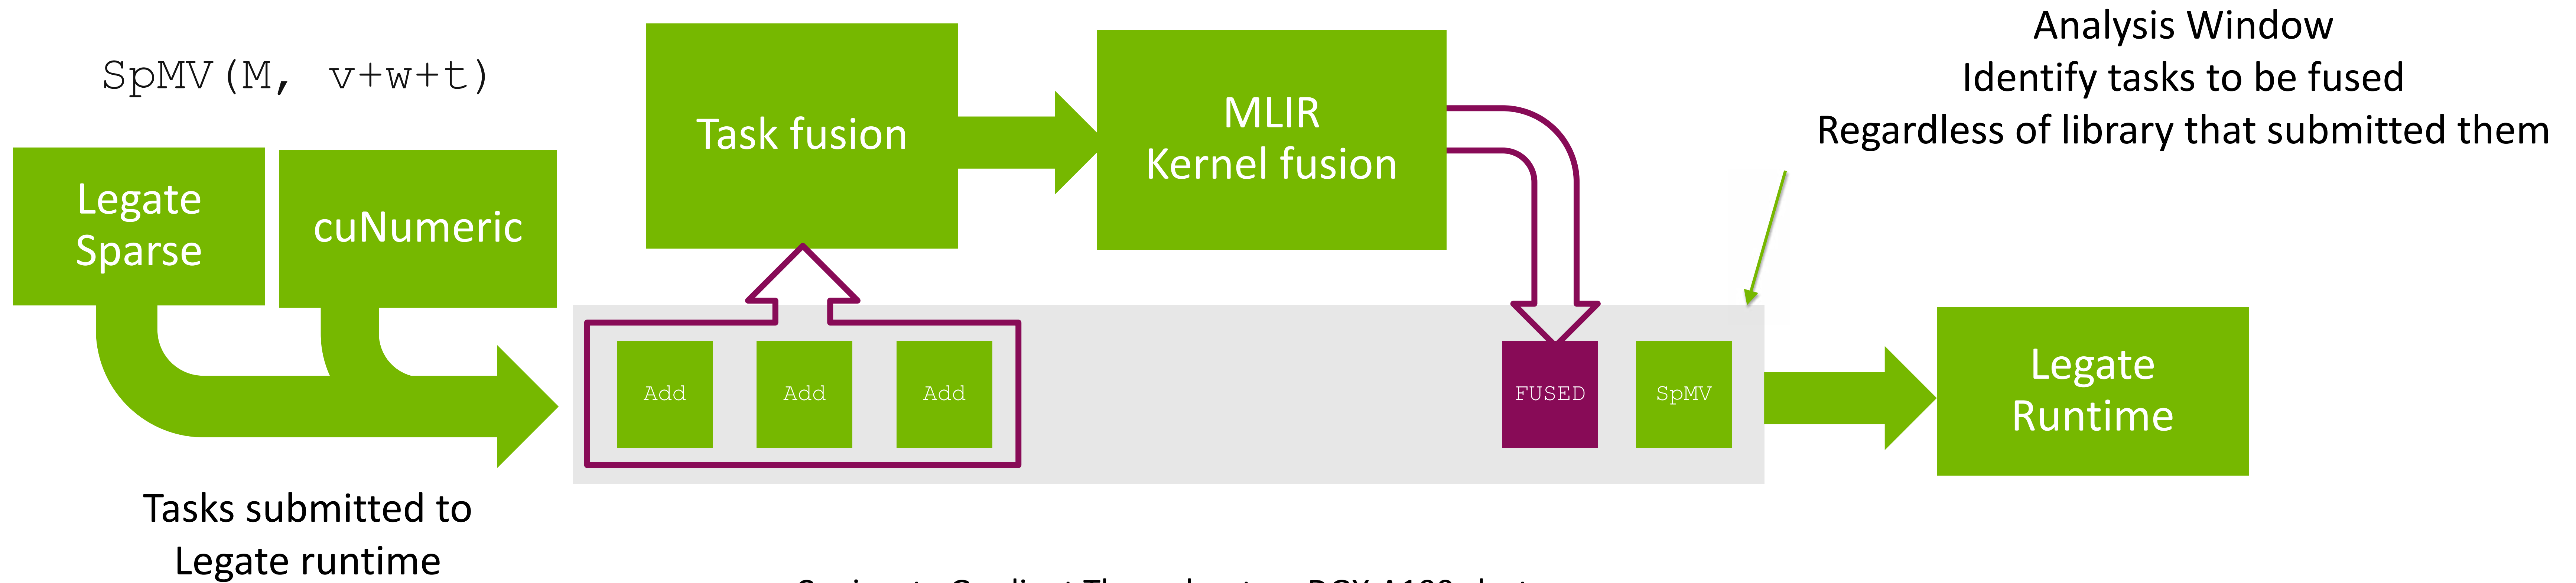 SpMV(M, v+w+t)
Legate
Sparse
cuNumeric
Tasks submitted to
Legate runtime
Task fusion
MLIR
Kernel fusion
Analysis Window
Identify tasks to be fused
Regardless of library that submitted them
Add
Add
Add
FUSED
SpMV
Legate
Runtime